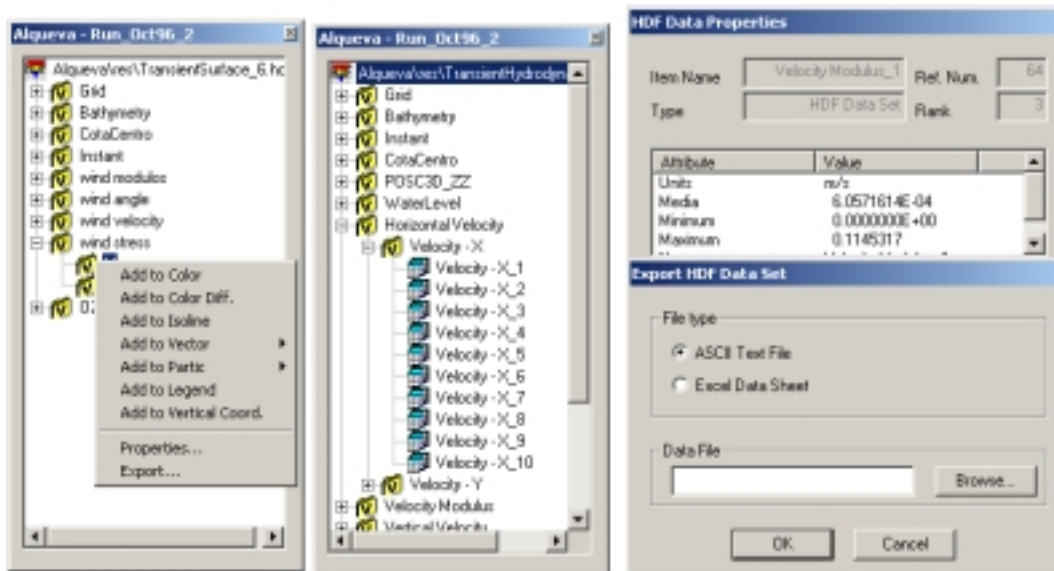 Alqueva - Run_Oct96_2
Alqueva\res\TransientSurface_6.hc
Grid
Bathymetry
CotaCentro
Instant
wind modulos
wind angle
wind velocity
wind stress
Add to Color
Add to Color Diff.
Add to Isoline
Add to Vector
Add to Partic
Add to Legend
Add to Vertical Coord.
Properties...
Export...
Alqueva - Run_Oct96_2
Alqueva\res\TransientHydrodyn
Grid
Bathymetry
Instant
CotaCentro
POSC3D_ZZ
WaterLevel
Horizontal Velocity
Velocity - X
Velocity - X_1
Velocity - X_2
Velocity - X_3
Velocity - X_4
Velocity - X_5
Velocity - X_6
Velocity - X_7
Velocity - X_8
Velocity - X_9
Velocity - X_10
Velocity - Y
Velocity Modulus
Vertical Velocity
HDF Data Properties
Item Name Velocity Modulus_1 Ref. Num. 64
Type HDF Data Set Rank 3
Attribute Value
Units m/s
Media 6.0571614E-04
Minimum 0.0000000E+00
Maximum 0.1145317
Export HDF Data Set
File type
ASCII Text File
Excel Data Sheet
Data File
Browse...
OK Cancel